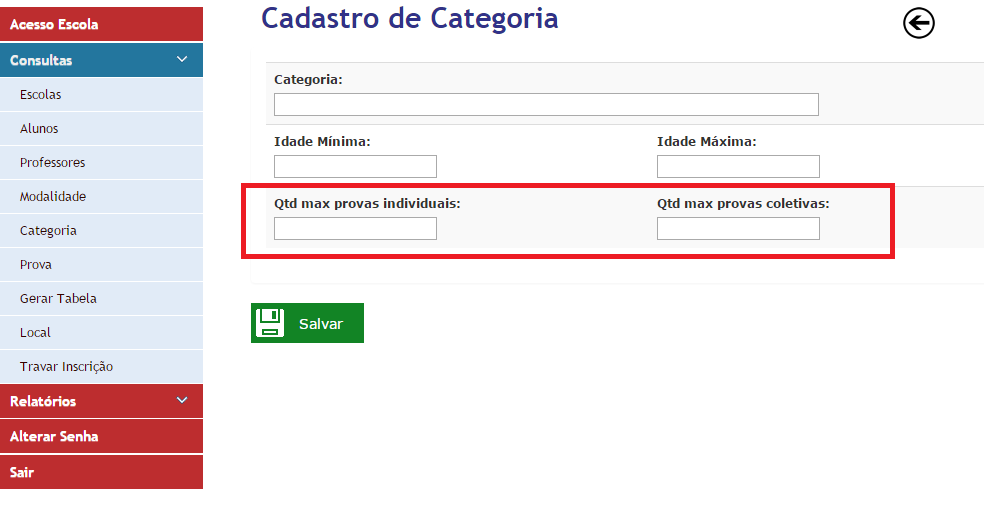 Acesso Escola
Consultas
Escolas
Alunos
Professores
Modalidade
Categoria
Prova
Gerar Tabela
Local
Travar Inscrição
Relatórios
Alterar Senha
Sair
Cadastro de Categoria
Categoria:
Idade Mínima: Idade Máxima:
Qtd max provas individuais: Qtd max provas coletivas:
Salvar